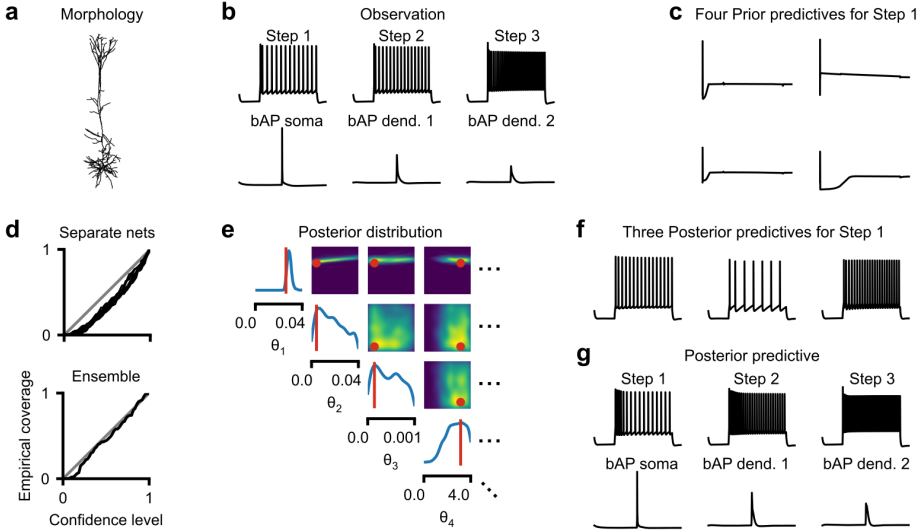 a
Morphology
b
Observation
Step 1
Step 2
Step 3
bAP soma
bAP dend. 1
bAP dend. 2
c
Four Prior predictives for Step 1
d
Separate nets
1
0
Ensemble
1
0
0
1
Confidence level
Empirical coverage
e
Posterior distribution
...
0.0
0.04
θ1
...
0.0
0.04
θ2
...
0.0
0.001
θ3
...
0.0
4.0
θ4
...
f
Three Posterior predictives for Step 1
g
Posterior predictive
Step 1
Step 2
Step 3
bAP soma
bAP dend. 1
bAP dend. 2